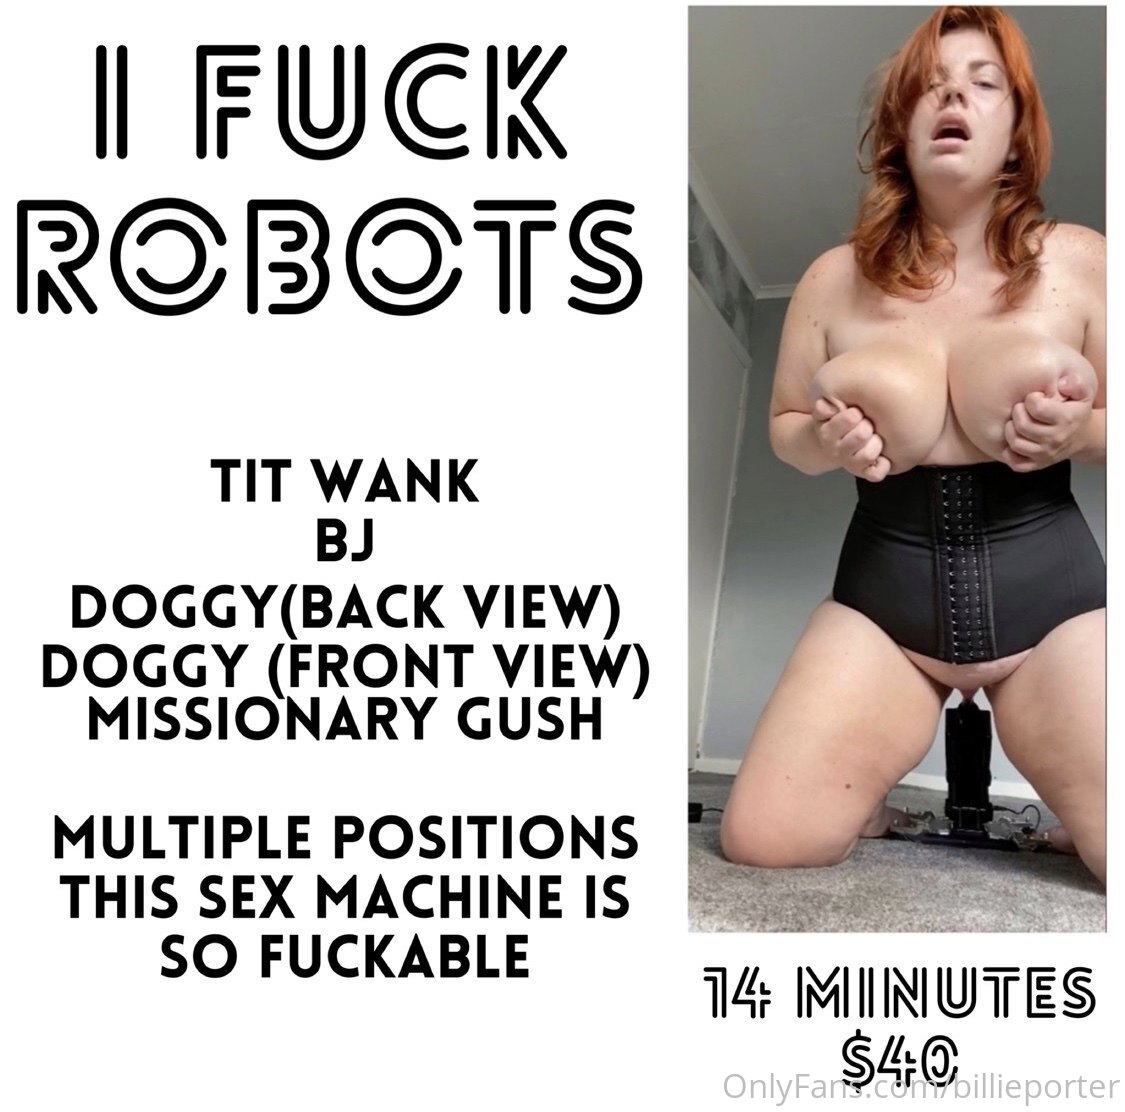 I FUCK
ROBOTS
TIT WANK
BJ
DOGGY(BACK VIEW)
DOGGY (FRONT VIEW)
MISSIONARY GUSH
MULTIPLE POSITIONS
THIS SEX MACHINE IS
SO FUCKABLE
14 MINUTES
$40
OnlyFans.com/billieporter